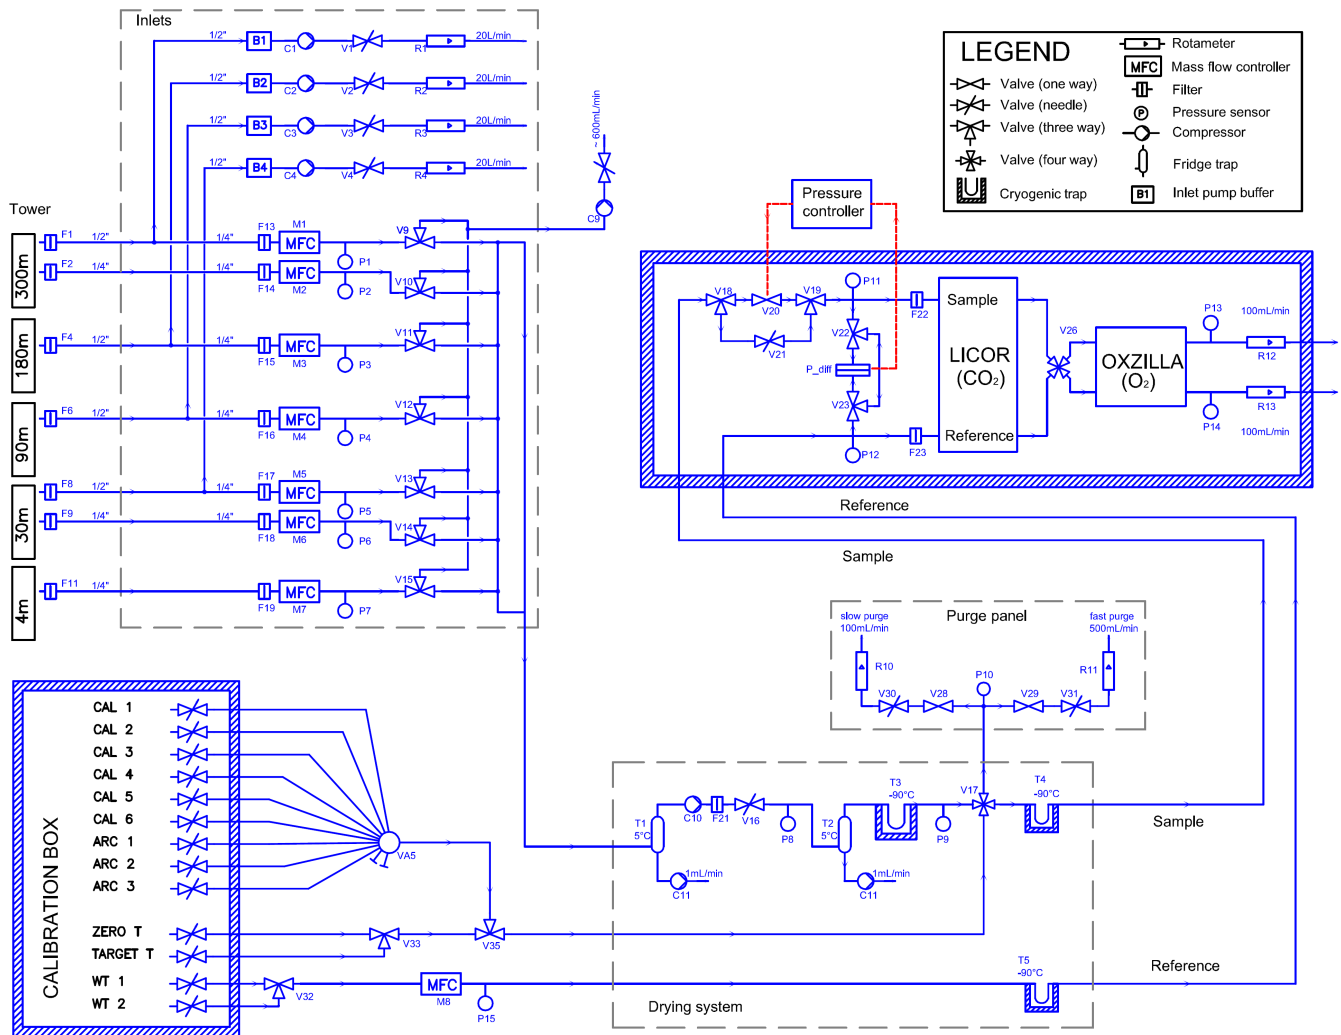 Inlets
1/2"
B1
C1
V1
R1
20L/min
1/2"
B2
C2
V2
R2
20L/min
1/2"
B3
C3
V3
R3
20L/min
1/2"
B4
C4
V4
R4
20L/min
~ 600mL/min
C9
LEGEND
Valve (one way)
Valve (needle)
Valve (three way)
Valve (four way)
Cryogenic trap
Rotameter
MFC
Mass flow controller
Filter
P
Pressure sensor
Compressor
Fridge trap
B1
Inlet pump buffer
Tower
300m
F1
1/2"
1/4"
F13
M1
MFC
P1
V9
F2
1/4"
1/4"
F14
MFC
M2
P2
V10
180m
F4
1/2"
1/4"
F15
MFC
M3
P3
V11
90m
F6
1/2"
1/4"
F16
MFC
M4
P4
V12
30m
F8
1/2"
1/4"
F17
M5
MFC
P5
V13
F9
1/4"
1/4"
F18
MFC
M6
P6
V14
4m
F11
1/4"
F19
MFC
M7
P7
V15
Pressure
controller
V18
V20
V19
V21
P11
V22
P_diff
V23
P12
F22
F23
Sample
LICOR
(CO2)
Reference
V26
OXZILLA
(O2)
P13
100mL/min
R12
P14
R13
100mL/min
Reference
Sample
Purge panel
slow purge
100mL/min
R10
V30
V28
P10
V29
V31
R11
fast purge
500mL/min
CALIBRATION BOX
CAL 1
CAL 2
CAL 3
CAL 4
CAL 5
CAL 6
ARC 1
ARC 2
ARC 3
ZERO T
TARGET T
WT 1
WT 2
VA5
V33
V35
V32
MFC
M8
P15
T1
5°C
C10
F21
V16
P8
T2
5°C
T3
-90°C
P9
V17
T4
-90°C
Sample
1mL/min
C11
1mL/min
C11
T5
-90°C
Reference
Drying system